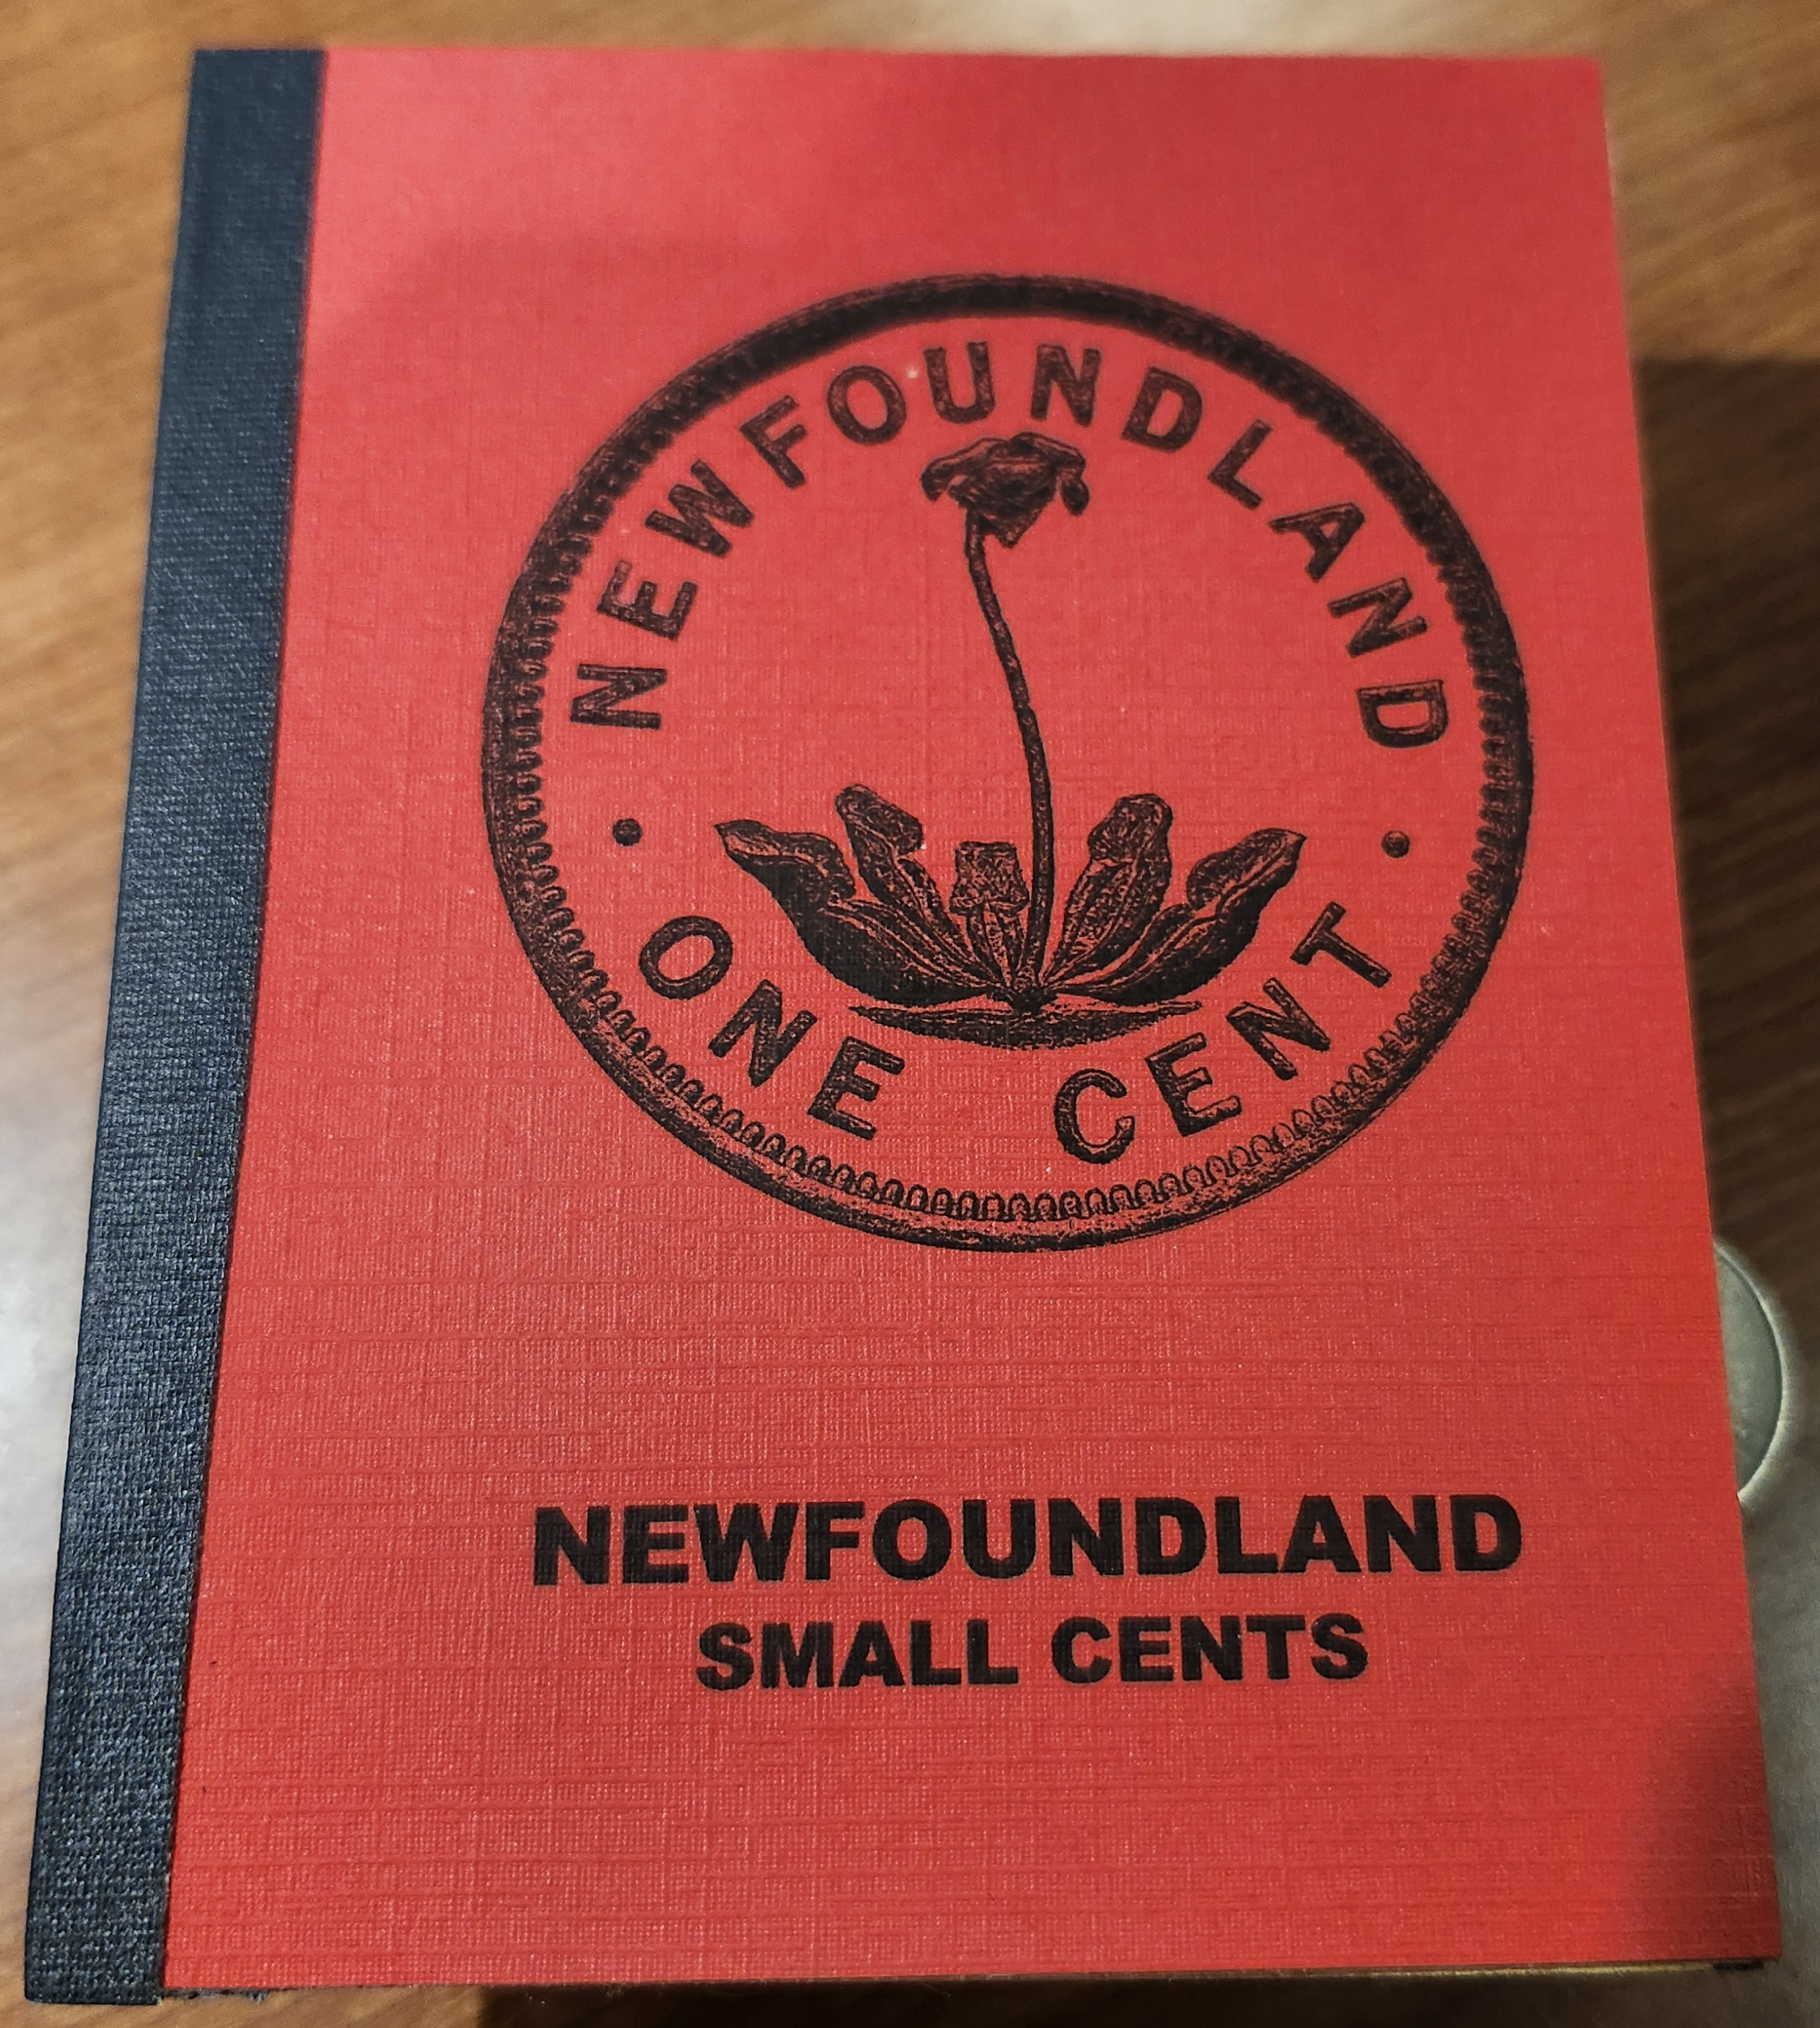 NEWFOUNDLAND
• •
ONE CENT
NEWFOUNDLAND
SMALL CENTS